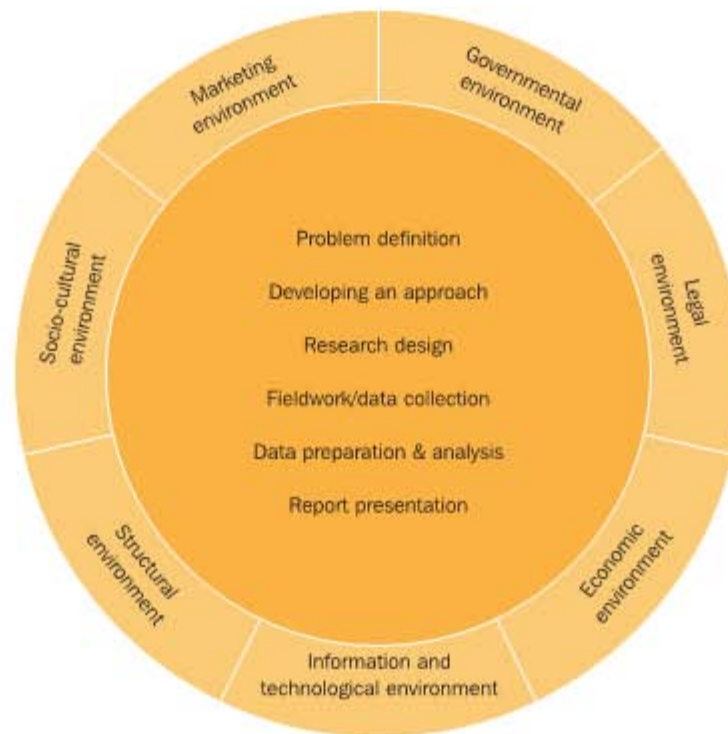 Marketing
environment
Governmental
environment
Legal
environment
Economic
environment
Information and
technological environment
Structural
environment
Socio-cultural
environment
Problem definition
Developing an approach
Research design
Fieldwork/data collection
Data preparation & analysis
Report presentation